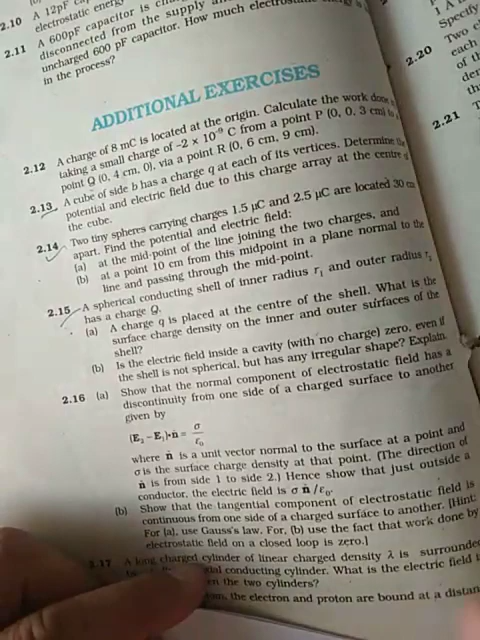 2.10 A 12pF
electrostatic energy
2.11 A 600pF capacitor is
disconnected from the supply
uncharged 600 pF capacitor. How much
in the process?
ADDITIONAL EXERCISES
2.12 A charge of 8 mC is located at the origin. Calculate the work done
taking a small charge of –2 × 10⁻⁹ C from a point P (0, 0, 3 cm)
point Q (0, 4 cm, 0), via a point R (0, 6 cm, 9 cm).
2.13 A cube of side b has a charge q at each of its vertices. Determine
potential and electric field due to this charge array at the centre
the cube.
2.14 Two tiny spheres carrying charges 1.5 μC and 2.5 μC are located 30 cm
apart. Find the potential and electric field:
(a) at the mid-point of the line joining the two charges, and
(b) at a point 10 cm from this midpoint in a plane normal to the
line and passing through the mid-point.
2.15 A spherical conducting shell of inner radius r₁ and outer radius r₂
has a charge Q.
(a) A charge q is placed at the centre of the shell. What is the
surface charge density on the inner and outer surfaces of the
shell?
(b) Is the electric field inside a cavity (with no charge) zero, even if
the shell is not spherical, but has any irregular shape? Explain.
2.16 (a) Show that the normal component of electrostatic field has a
discontinuity from one side of a charged surface to another
given by
(E₂ – E₁)·n̂ = σ/ε₀
where n̂ is a unit vector normal to the surface at a point and
σ is the surface charge density at that point. (The direction of
n̂ is from side 1 to side 2.) Hence show that just outside a
conductor, the electric field is σ n̂ /ε₀.
(b) Show that the tangential component of electrostatic field is
continuous from one side of a charged surface to another. [Hint:
For (a), use Gauss's law. For, (b) use the fact that work done by
electrostatic field on a closed loop is zero.]
2.17 A long charged cylinder of linear charged density λ is surrounded
conducting cylinder. What is the electric field
the two cylinders?
the electron and proton are bound at a
1 A
Specify
2.20 Two
each
of
2.21